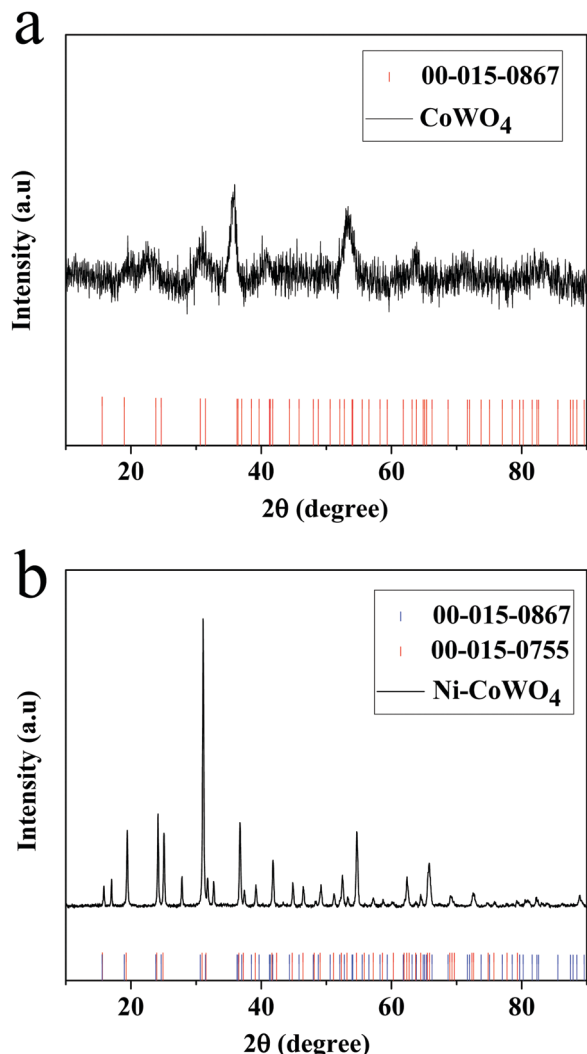 a
00-015-0867
CoWO4
Intensity (a.u)
20 40 60 80
2θ (degree)
b
00-015-0867
00-015-0755
Ni-CoWO4
Intensity (a.u)
20 40 60 80
2θ (degree)